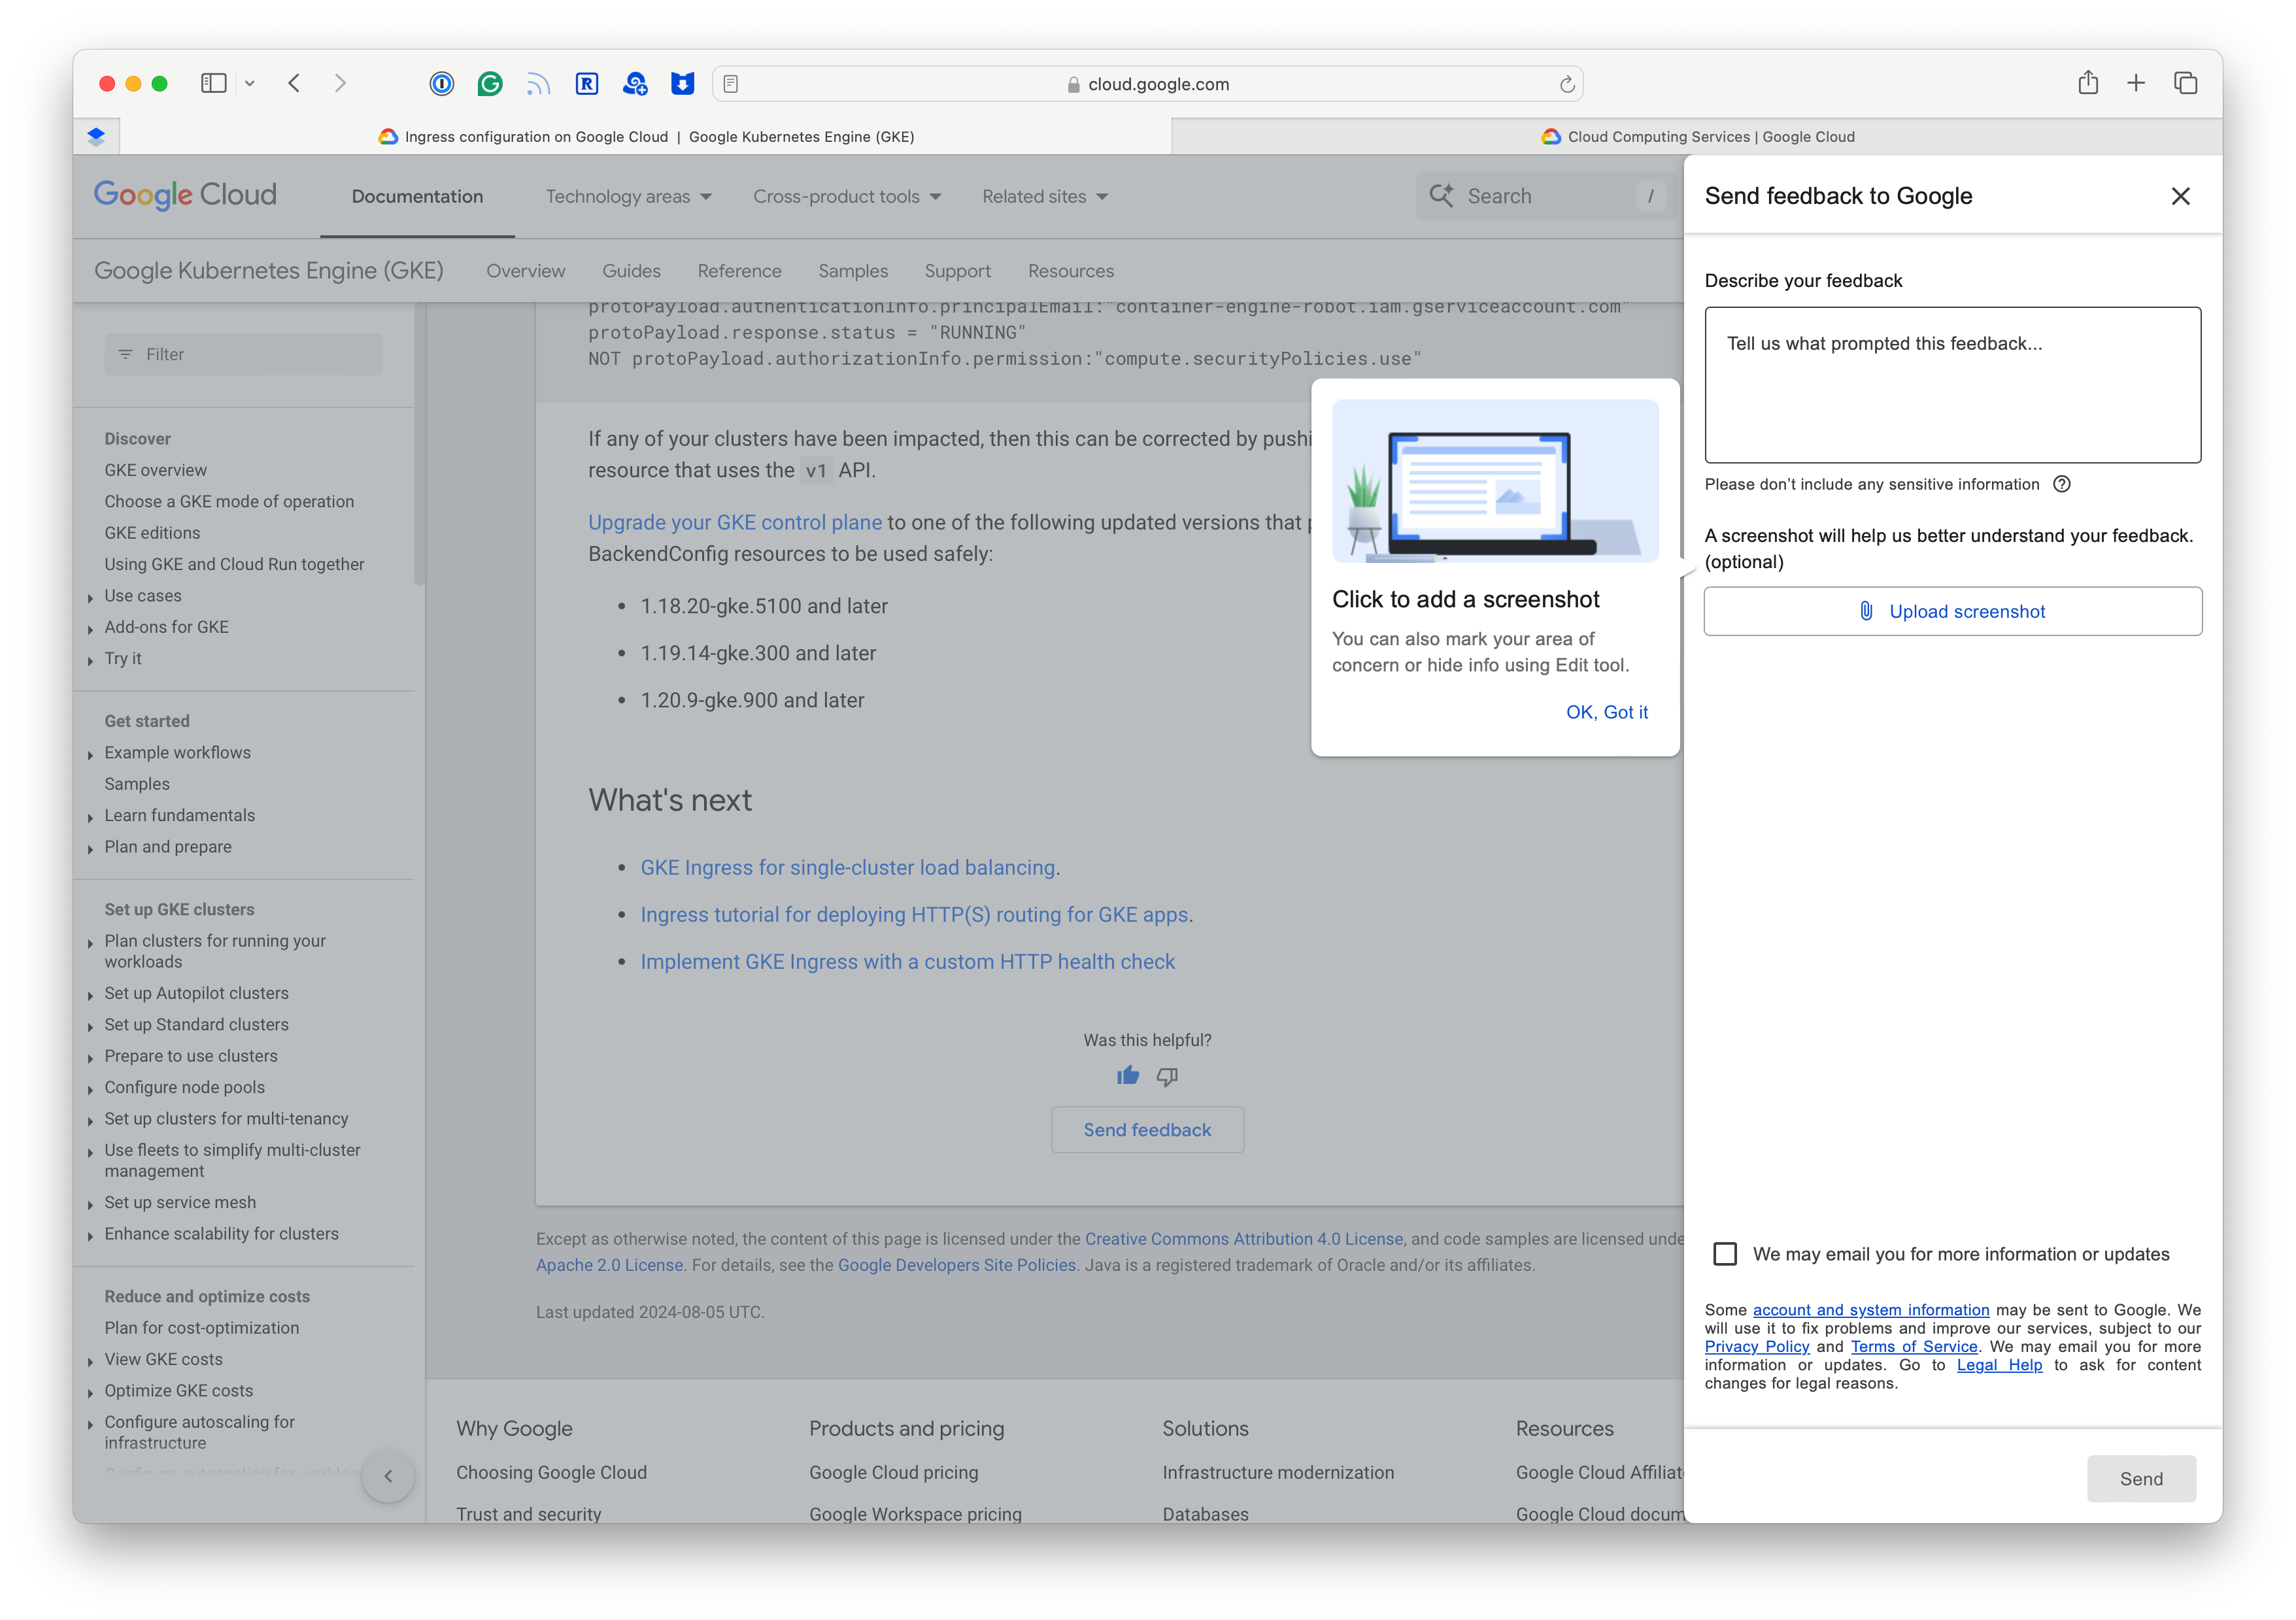 cloud.google.com
Ingress configuration on Google Cloud | Google Kubernetes Engine (GKE)
Cloud Computing Services | Google Cloud
Google Cloud
Documentation
Technology areas
Cross-product tools
Related sites
Search
/
Google Kubernetes Engine (GKE)
Overview
Guides
Reference
Samples
Support
Resources
Filter
Discover
GKE overview
Choose a GKE mode of operation
GKE editions
Using GKE and Cloud Run together
Use cases
Add-ons for GKE
Try it
Get started
Example workflows
Samples
Learn fundamentals
Plan and prepare
Set up GKE clusters
Plan clusters for running your
workloads
Set up Autopilot clusters
Set up Standard clusters
Prepare to use clusters
Configure node pools
Set up clusters for multi-tenancy
Use fleets to simplify multi-cluster
management
Set up service mesh
Enhance scalability for clusters
Reduce and optimize costs
Plan for cost-optimization
View GKE costs
Optimize GKE costs
Configure autoscaling for
infrastructure
protoPayload.authenticationInfo.principalEmail:"container-engine-robot.iam.gserviceaccount.com"
protoPayload.response.status = "RUNNING"
NOT protoPayload.authorizationInfo.permission:"compute.securityPolicies.use"
If any of your clusters have been impacted, then this can be corrected by pushi
resource that uses the v1 API.
Upgrade your GKE control plane to one of the following updated versions that
BackendConfig resources to be used safely:
• 1.18.20-gke.5100 and later
• 1.19.14-gke.300 and later
• 1.20.9-gke.900 and later
What's next
• GKE Ingress for single-cluster load balancing.
• Ingress tutorial for deploying HTTP(S) routing for GKE apps.
• Implement GKE Ingress with a custom HTTP health check
Was this helpful?
Send feedback
Except as otherwise noted, the content of this page is licensed under the Creative Commons Attribution 4.0 License, and code samples are licensed unde
Apache 2.0 License. For details, see the Google Developers Site Policies. Java is a registered trademark of Oracle and/or its affiliates.
Last updated 2024-08-05 UTC.
Why Google
Choosing Google Cloud
Trust and security
Products and pricing
Google Cloud pricing
Google Workspace pricing
Solutions
Infrastructure modernization
Databases
Resources
Google Cloud Affiliat
Google Cloud docum
Click to add a screenshot
You can also mark your area of
concern or hide info using Edit tool.
OK, Got it
Send feedback to Google
Describe your feedback
Tell us what prompted this feedback...
Please don't include any sensitive information
A screenshot will help us better understand your feedback.
(optional)
Upload screenshot
We may email you for more information or updates
Some account and system information may be sent to Google. We
will use it to fix problems and improve our services, subject to our
Privacy Policy and Terms of Service. We may email you for more
information or updates. Go to Legal Help to ask for content
changes for legal reasons.
Send